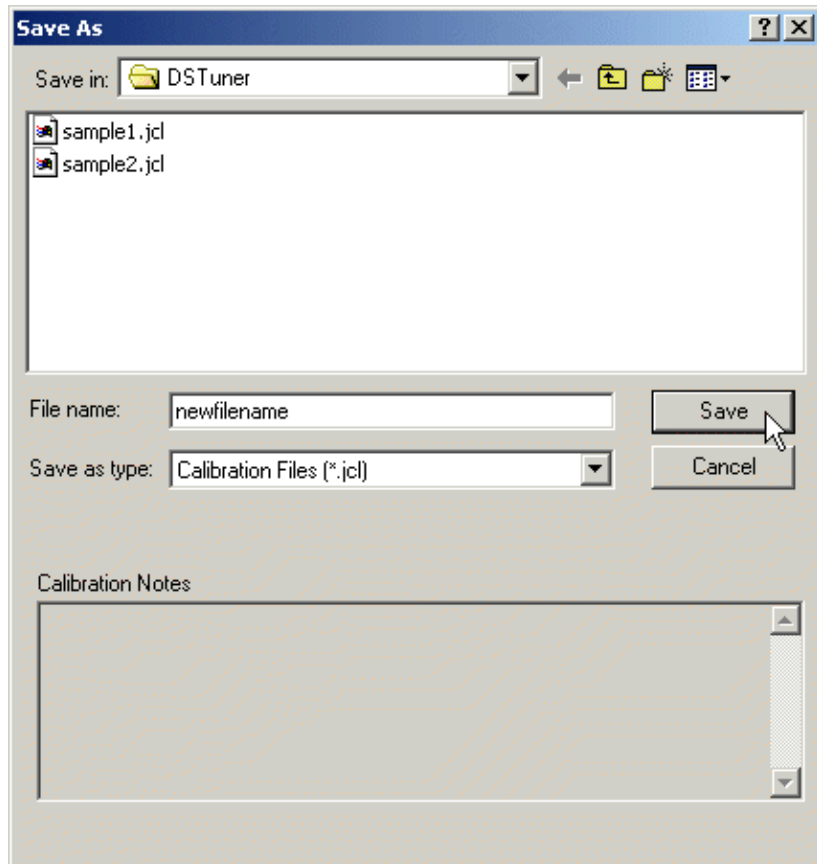 Save As
Save in: DSTuner
sample1.jcl
sample2.jcl
File name: newfilename Save
Save as type: Calibration Files (*.jcl) Cancel
Calibration Notes